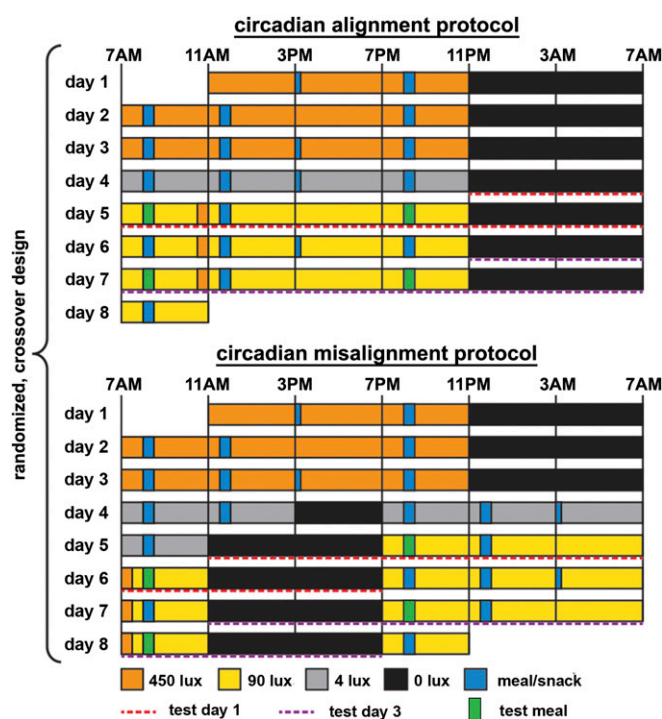 circadian alignment protocol
7AM 11AM 3PM 7PM 11PM 3AM 7AM
day 1
day 2
day 3
day 4
day 5
day 6
day 7
day 8
randomized, crossover design
circadian misalignment protocol
7AM 11AM 3PM 7PM 11PM 3AM 7AM
day 1
day 2
day 3
day 4
day 5
day 6
day 7
day 8
450 lux 90 lux 4 lux 0 lux meal/snack
test day 1 test day 3 test meal